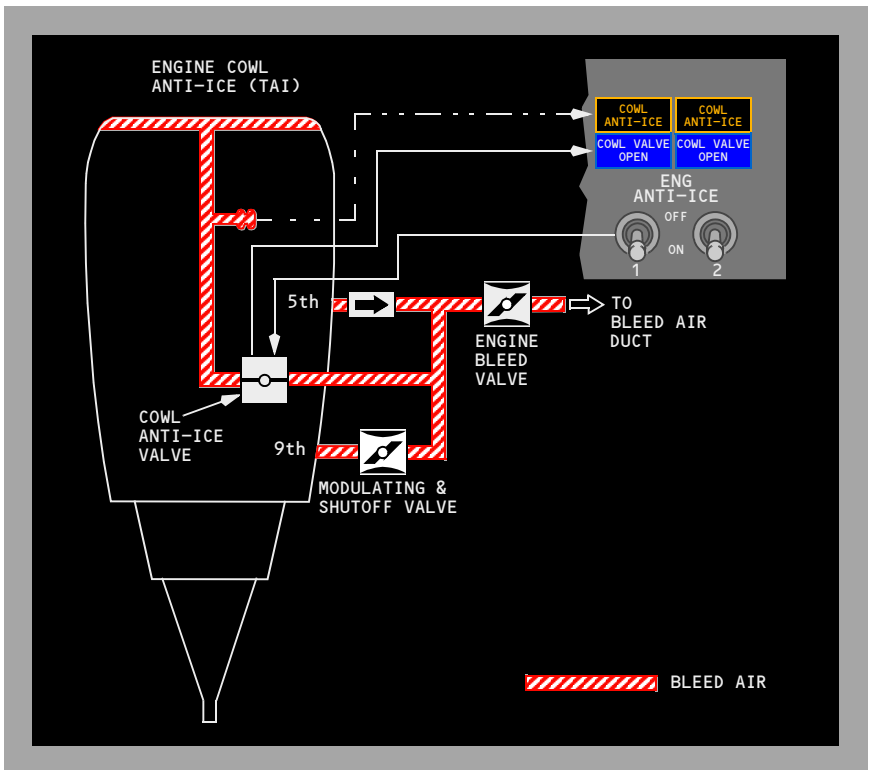 ENGINE COWL
ANTI-ICE (TAI)
COWL
ANTI-ICE
COWL
ANTI-ICE
COWL VALVE
OPEN
COWL VALVE
OPEN
ENG
ANTI-ICE
OFF
ON
1
2
5th
TO
BLEED AIR
DUCT
ENGINE
BLEED
VALVE
COWL
ANTI-ICE
VALVE
9th
MODULATING &
SHUTOFF VALVE
BLEED AIR